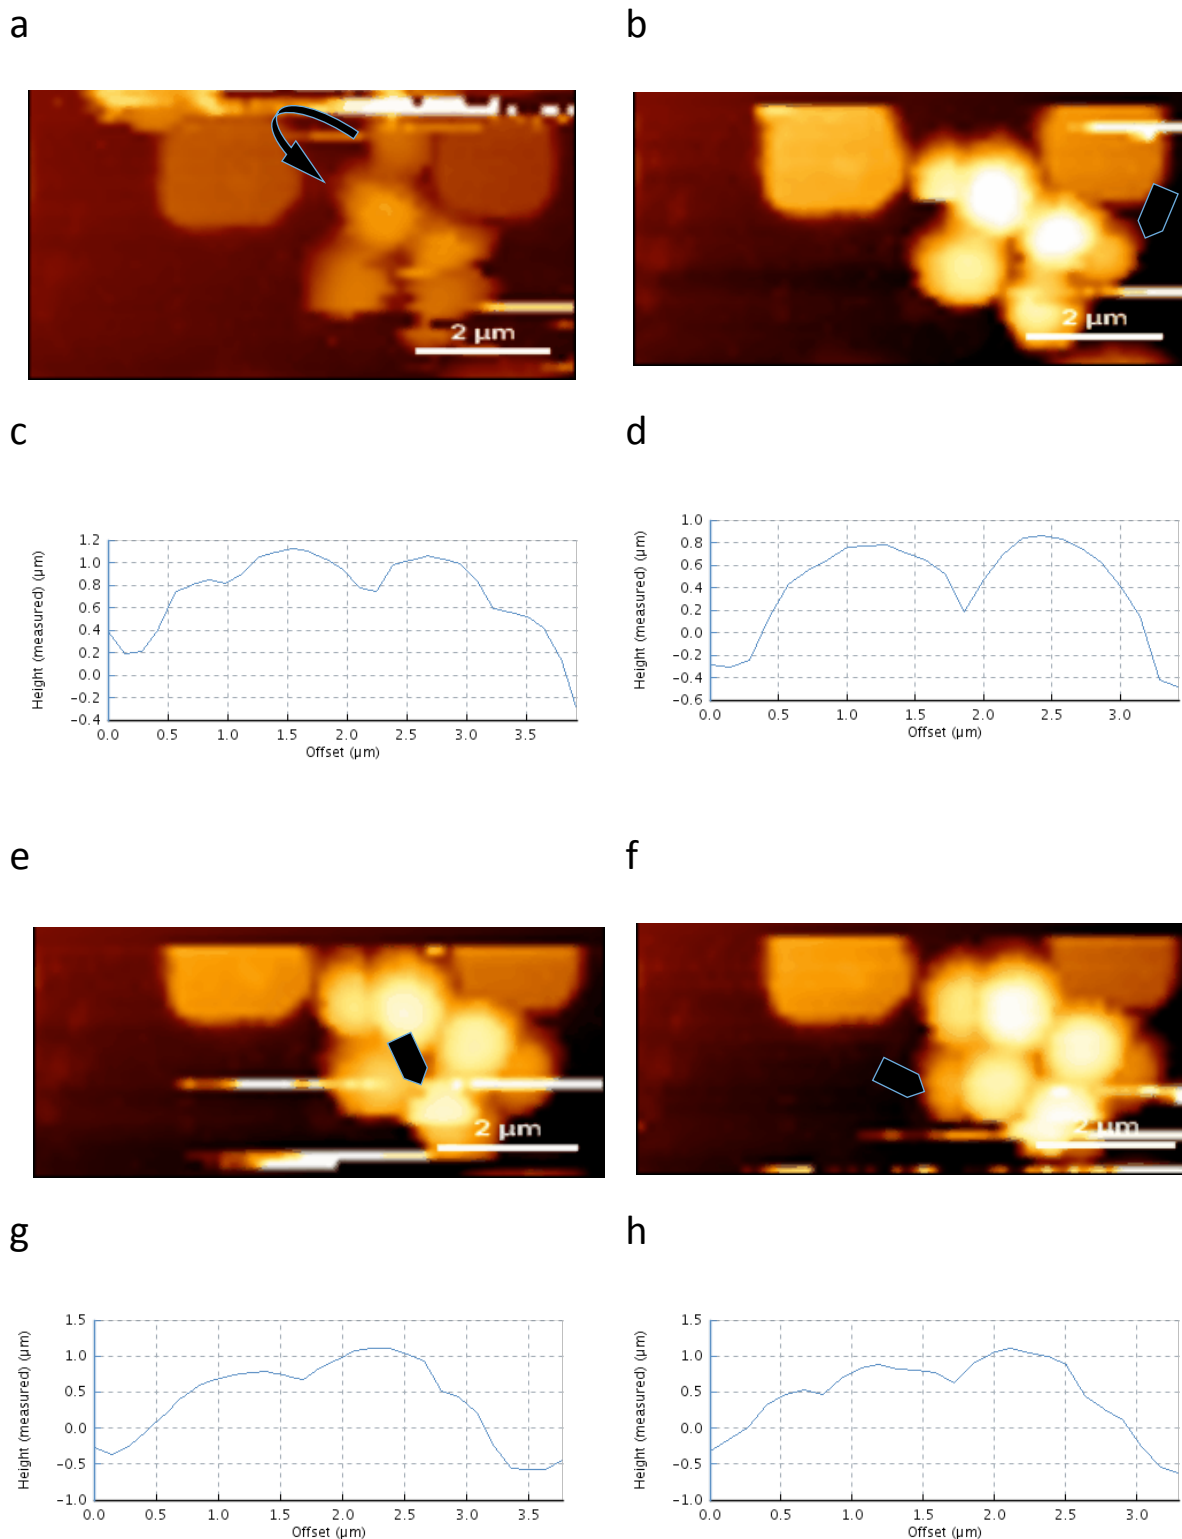 a
b
2 μm
2 μm
c
d
Height (measured) (μm)
1.2
1.0
0.8
0.6
0.4
0.2
0.0
−0.2
−0.4
0.0 0.5 1.0 1.5 2.0 2.5 3.0 3.5
Offset (μm)
Height (measured) (μm)
1.0
0.8
0.6
0.4
0.2
0.0
−0.2
−0.4
−0.6
0.0 0.5 1.0 1.5 2.0 2.5 3.0
Offset (μm)
e
f
2 μm
2 μm
g
h
Height (measured) (μm)
1.5
1.0
0.5
0.0
−0.5
−1.0
0.0 0.5 1.0 1.5 2.0 2.5 3.0 3.5
Offset (μm)
Height (measured) (μm)
1.5
1.0
0.5
0.0
−0.5
−1.0
0.0 0.5 1.0 1.5 2.0 2.5 3.0
Offset (μm)